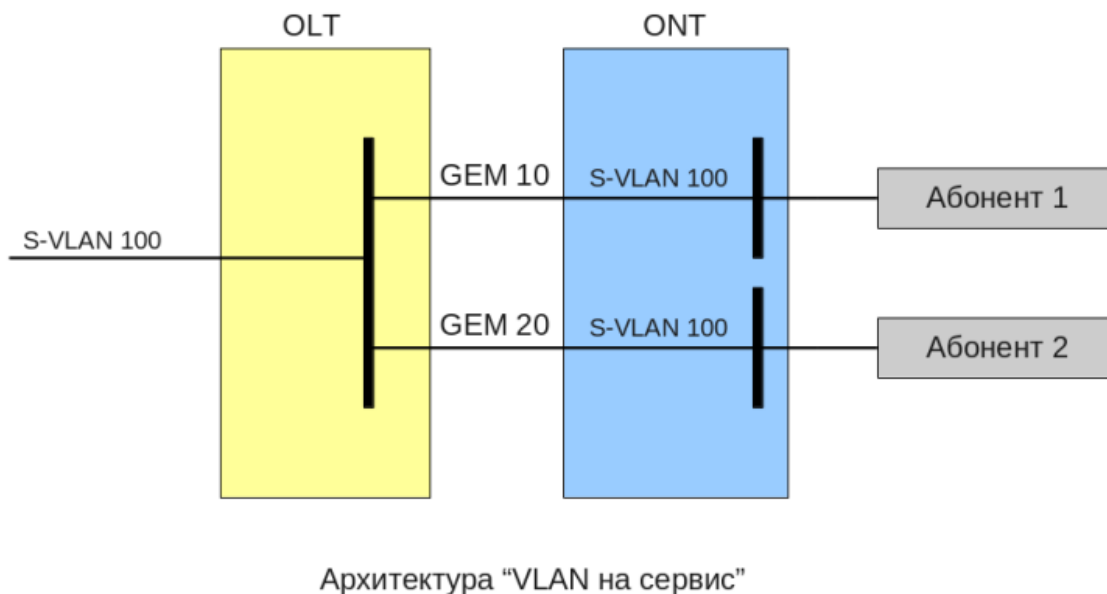 OLT
ONT
GEM 10
S-VLAN 100
Абонент 1
S-VLAN 100
GEM 20
S-VLAN 100
Абонент 2
Архитектура “VLAN на сервис”